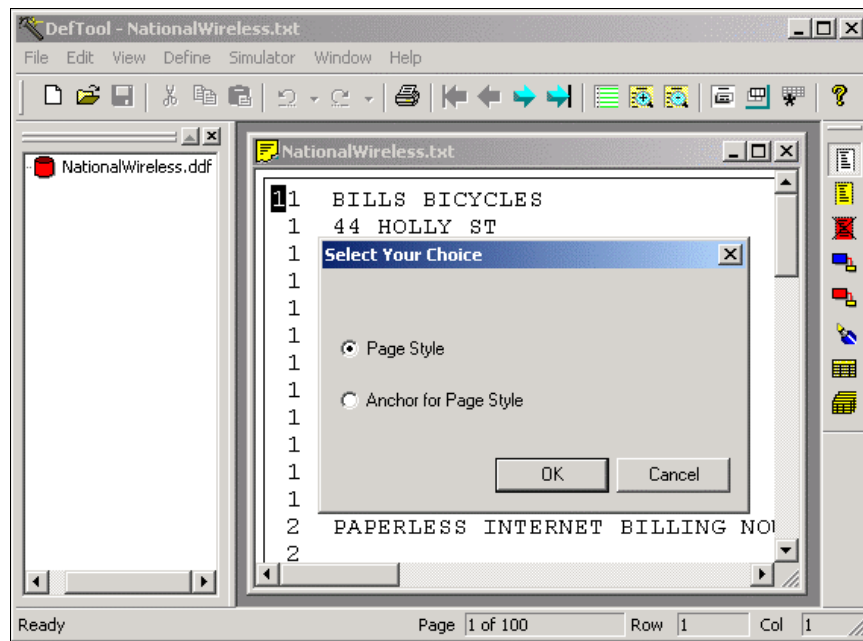 DefTool - NationalWireless.txt
File Edit View Define Simulator Window Help
NationalWireless.ddf
NationalWireless.txt
11 BILLS BICYCLES
1 44 HOLLY ST
1
Select Your Choice
1
1
1
Page Style
1
1
Anchor for Page Style
1
1
1
OK Cancel
1
2 PAPERLESS INTERNET BILLING NOU
2
Ready Page 1 of 100 Row 1 Col 1